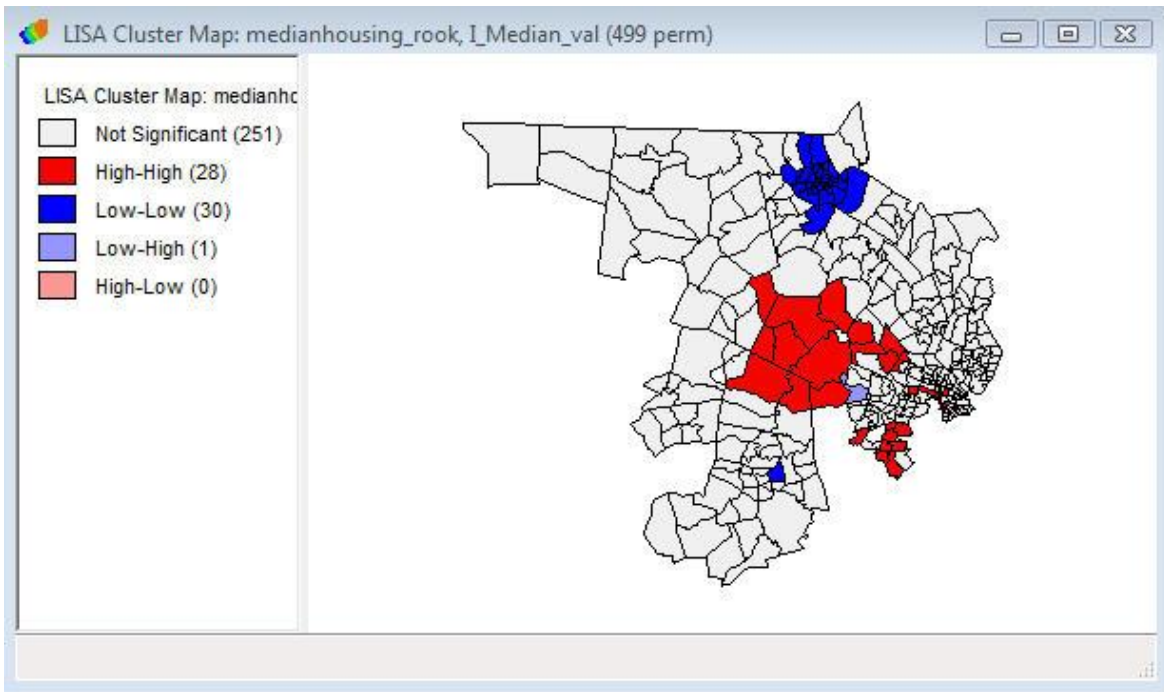 LISA Cluster Map: medianhousing_rook, I_Median_val (499 perm)
LISA Cluster Map: medianhc
Not Significant (251)
High-High (28)
Low-Low (30)
Low-High (1)
High-Low (0)